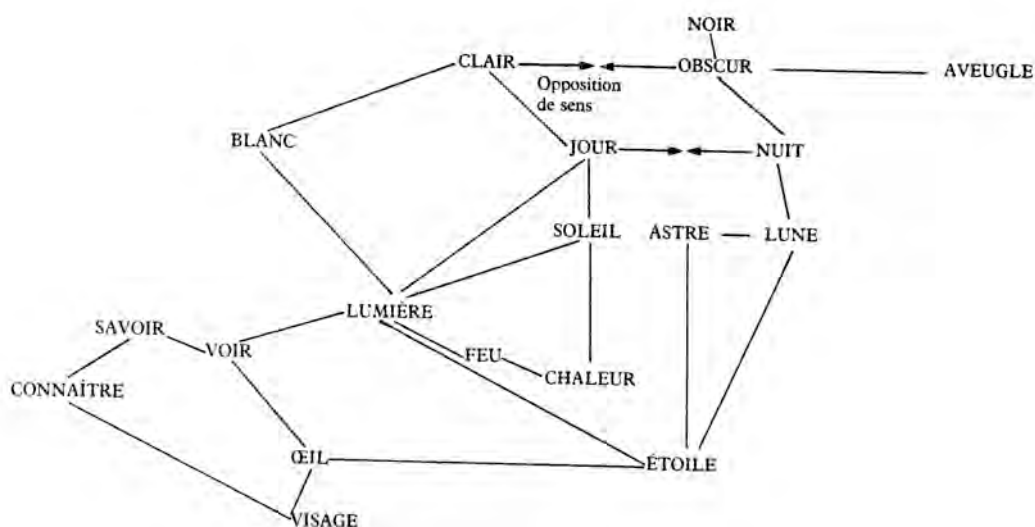 NOIR
CLAIR OBSCUR AVEUGLE
Opposition
de sens
BLANC JOUR NUIT
SOLEIL ASTRE LUNE
LUMIÈRE
SAVOIR VOIR
FEU
CONNAÎTRE CHALEUR
ŒIL ÉTOILE
VISAGE